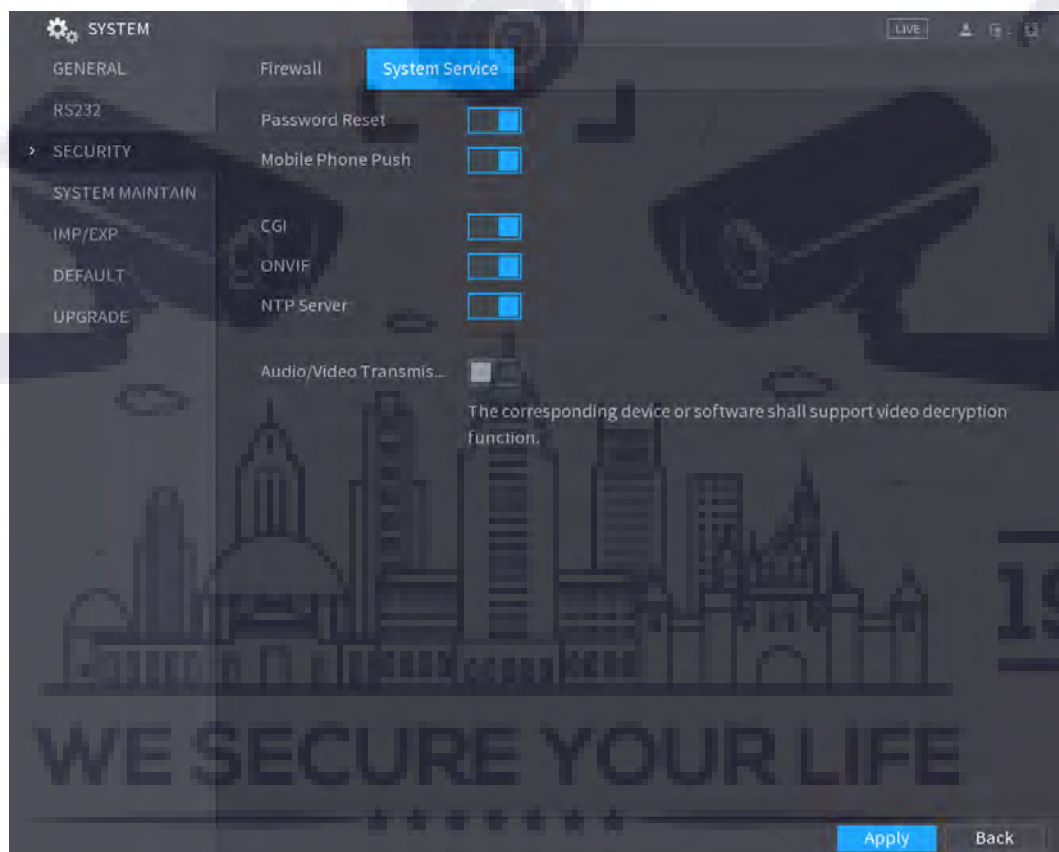 SYSTEM
LIVE
GENERAL
Firewall
System Service
RS232
Password Reset
SECURITY
Mobile Phone Push
SYSTEM MAINTAIN
IMP/EXP
CGI
DEFAULT
ONVIF
UPGRADE
NTP Server
Audio/Video Transmis...
The corresponding device or software shall support video decryption
function.
19
WE SECURE YOUR LIFE
Apply
Back